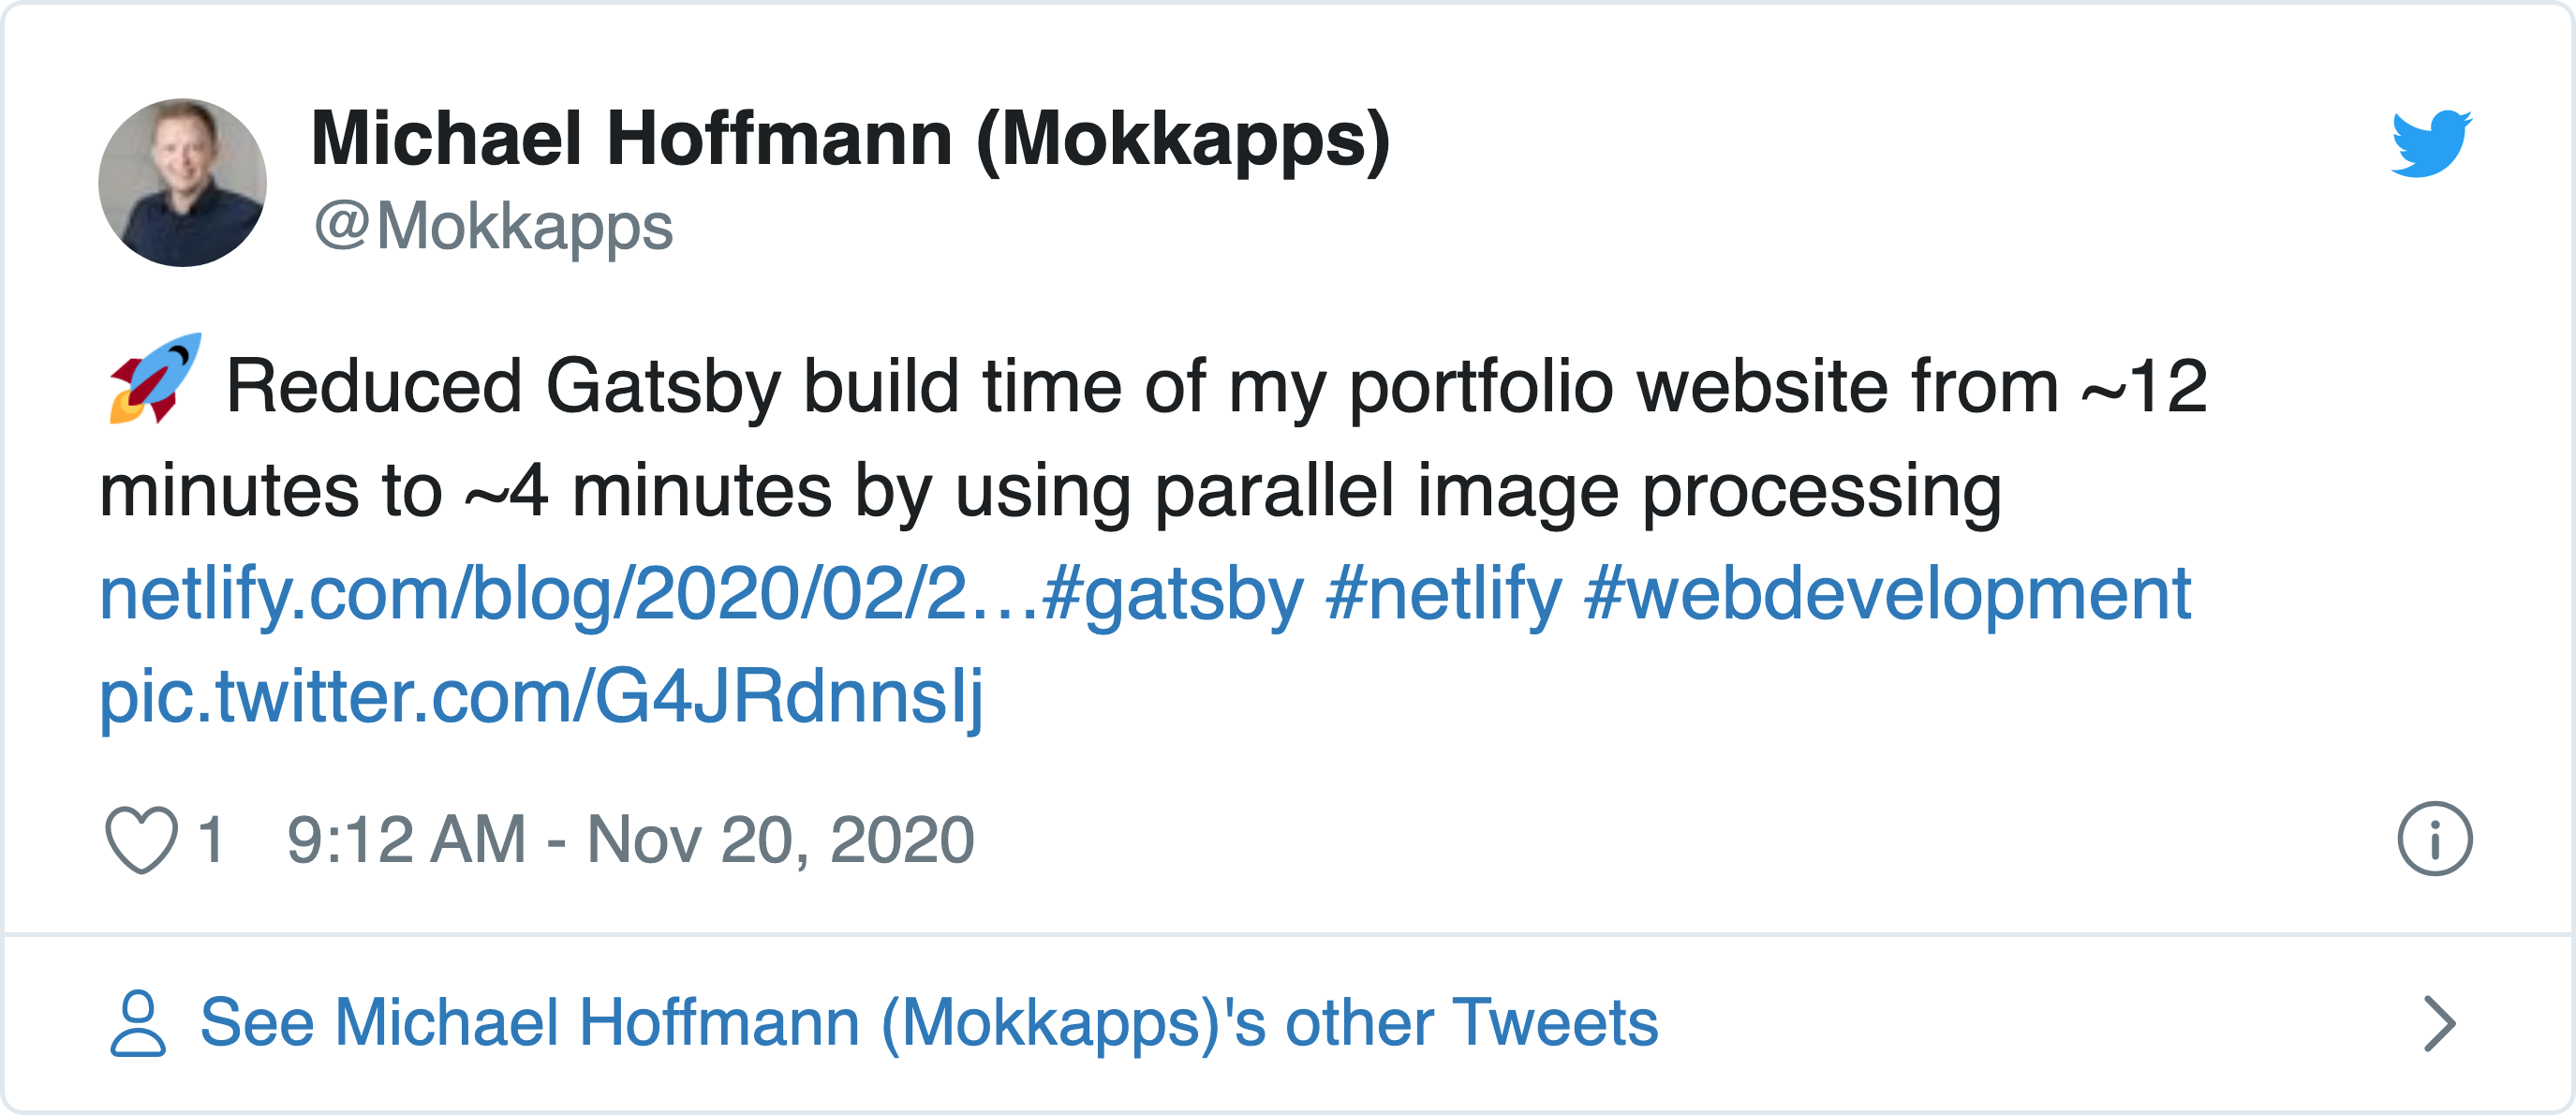 Michael Hoffmann (Mokkapps)
@Mokkapps
🚀 Reduced Gatsby build time of my portfolio website from ~12
minutes to ~4 minutes by using parallel image processing
netlify.com/blog/2020/02/2…#gatsby #netlify #webdevelopment
pic.twitter.com/G4JRdnnsIj
1 9:12 AM - Nov 20, 2020
See Michael Hoffmann (Mokkapps)'s other Tweets